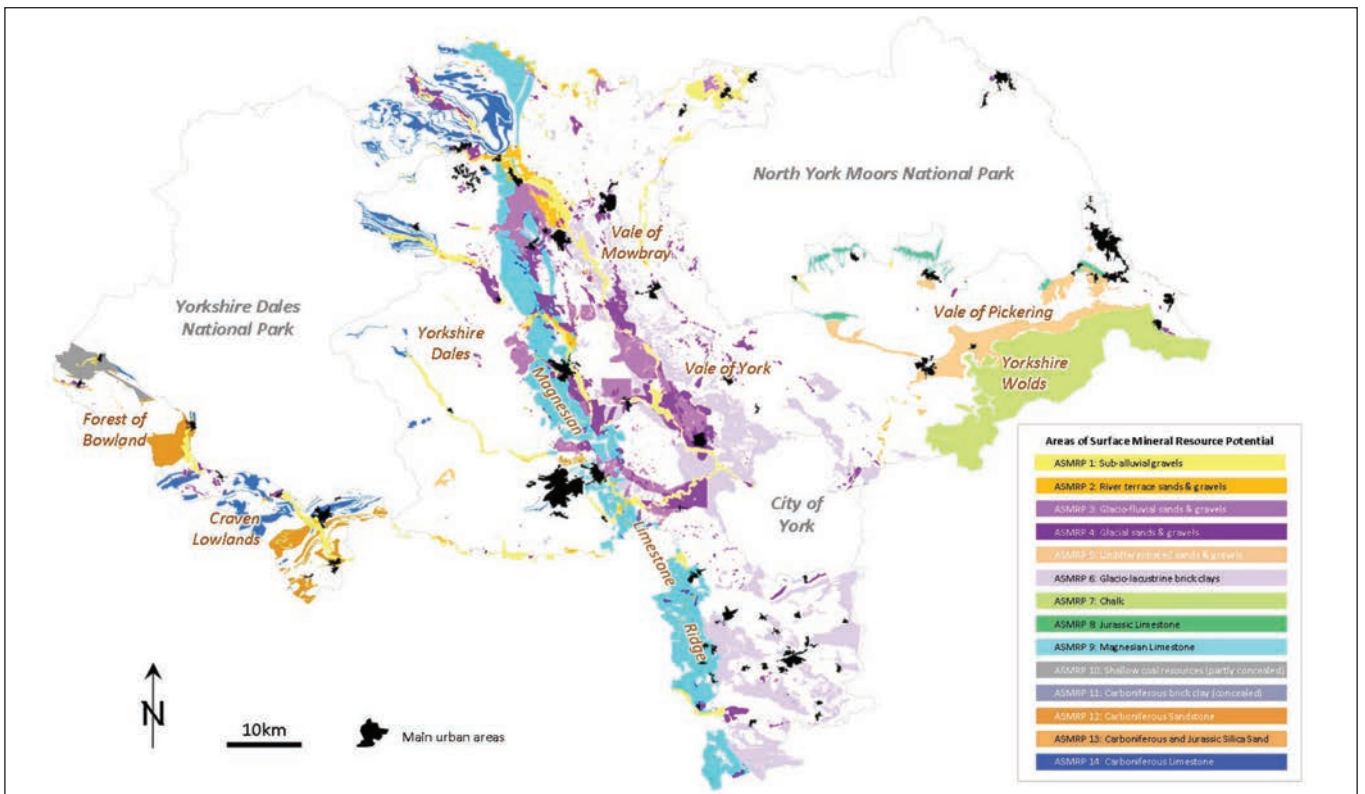 North York Moors National Park
Vale of
Mowbray
Yorkshire Dales
National Park
Vale of Pickering
Yorkshire
Dales
Yorkshire
Wolds
Vale of York
Magnesian
Forest of
Bowland
Craven
Lowlands
City of
York
Limestone
Ridge
N
10km
Main urban areas
Areas of Surface Mineral Resource Potential
ASMRP 1: Sub-alluvial gravels
ASMRP 2: River terrace sands & gravels
ASMRP 3: Glacio-fluvial sands & gravels
ASMRP 4: Glacial sands & gravels
ASMRP 5: Undifferentiated sands & gravels
ASMRP 6: Glacio-lacustrine brick clays
ASMRP 7: Chalk
ASMRP 8: Jurassic Limestone
ASMRP 9: Magnesian Limestone
ASMRP 10: Shallow coal resources (partly concealed)
ASMRP 11: Carboniferous brick clay (concealed)
ASMRP 12: Carboniferous Sandstone
ASMRP 13: Carboniferous and Jurassic Silica Sand
ASMRP 14: Carboniferous Limestone